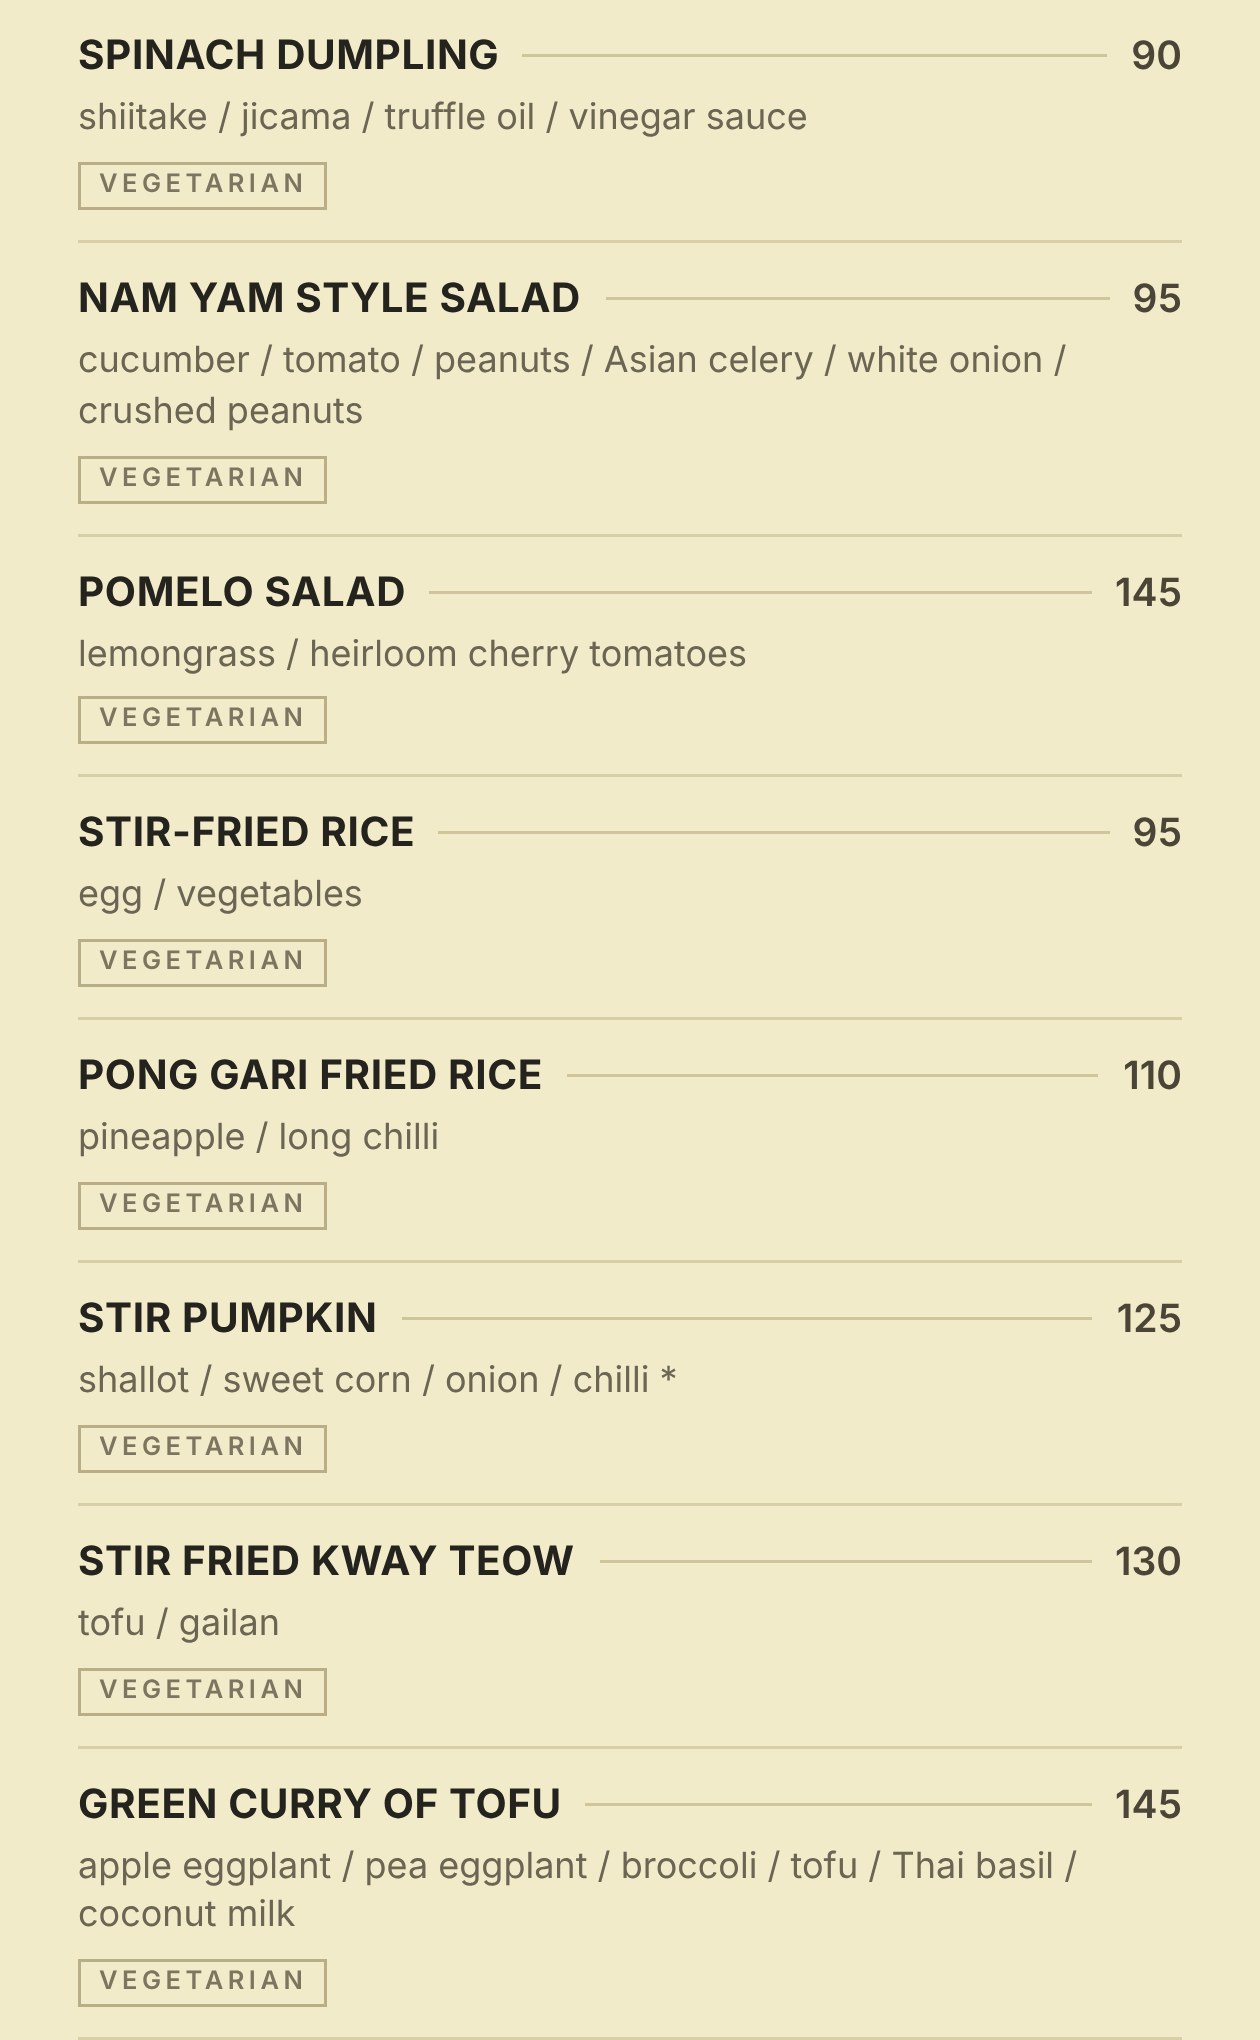 SPINACH DUMPLING 90
shiitake / jicama / truffle oil / vinegar sauce
VEGETARIAN
NAM YAM STYLE SALAD 95
cucumber / tomato / peanuts / Asian celery / white onion /
crushed peanuts
VEGETARIAN
POMELO SALAD 145
lemongrass / heirloom cherry tomatoes
VEGETARIAN
STIR-FRIED RICE 95
egg / vegetables
VEGETARIAN
PONG GARI FRIED RICE 110
pineapple / long chilli
VEGETARIAN
STIR PUMPKIN 125
shallot / sweet corn / onion / chilli *
VEGETARIAN
STIR FRIED KWAY TEOW 130
tofu / gailan
VEGETARIAN
GREEN CURRY OF TOFU 145
apple eggplant / pea eggplant / broccoli / tofu / Thai basil /
coconut milk
VEGETARIAN